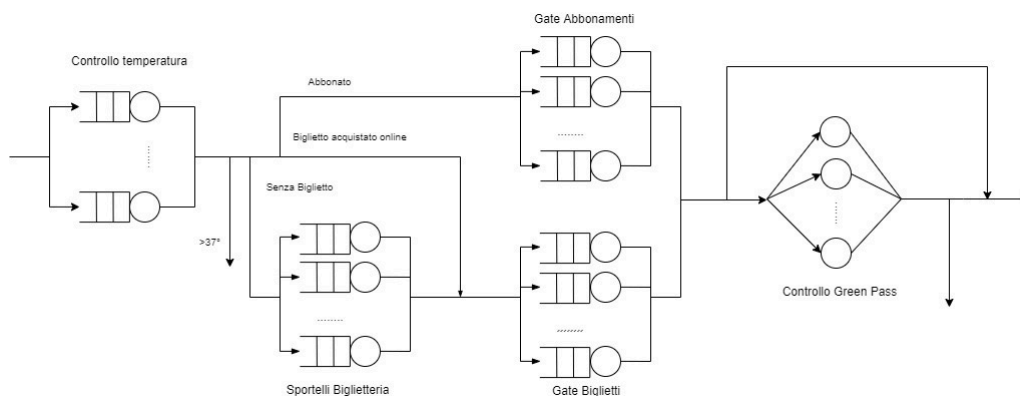 Gate Abbonamenti
Controllo temperatura
Abbonato
Biglietto acquistato online
Senza Biglietto
>37°
Controllo Green Pass
Sportelli Biglietteria
Gate Biglietti